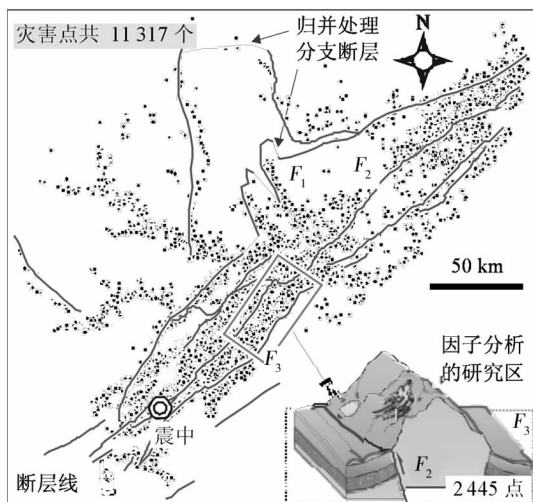 灾害点共 11 317 个
归并处理
分支断层
N
F1
F2
50 km
F3
因子分析
的研究区
震中
F3
F2
断层线
2 445 点